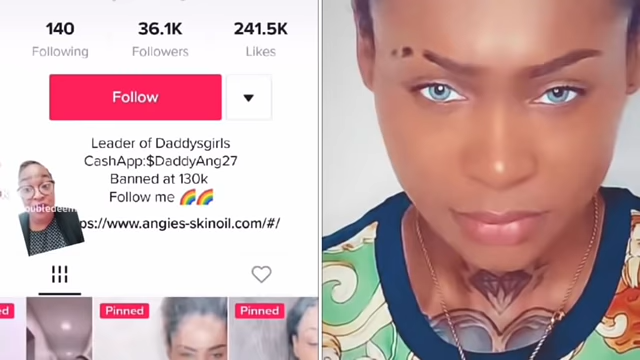 140 36.1K 241.5K
Following Followers Likes
Follow
Leader of Daddysgirls
CashApp:$DaddyAng27
Banned at 130k
Follow me 🌈🌈
ps://www.angies-skinoil.com/#/
Pinned Pinned